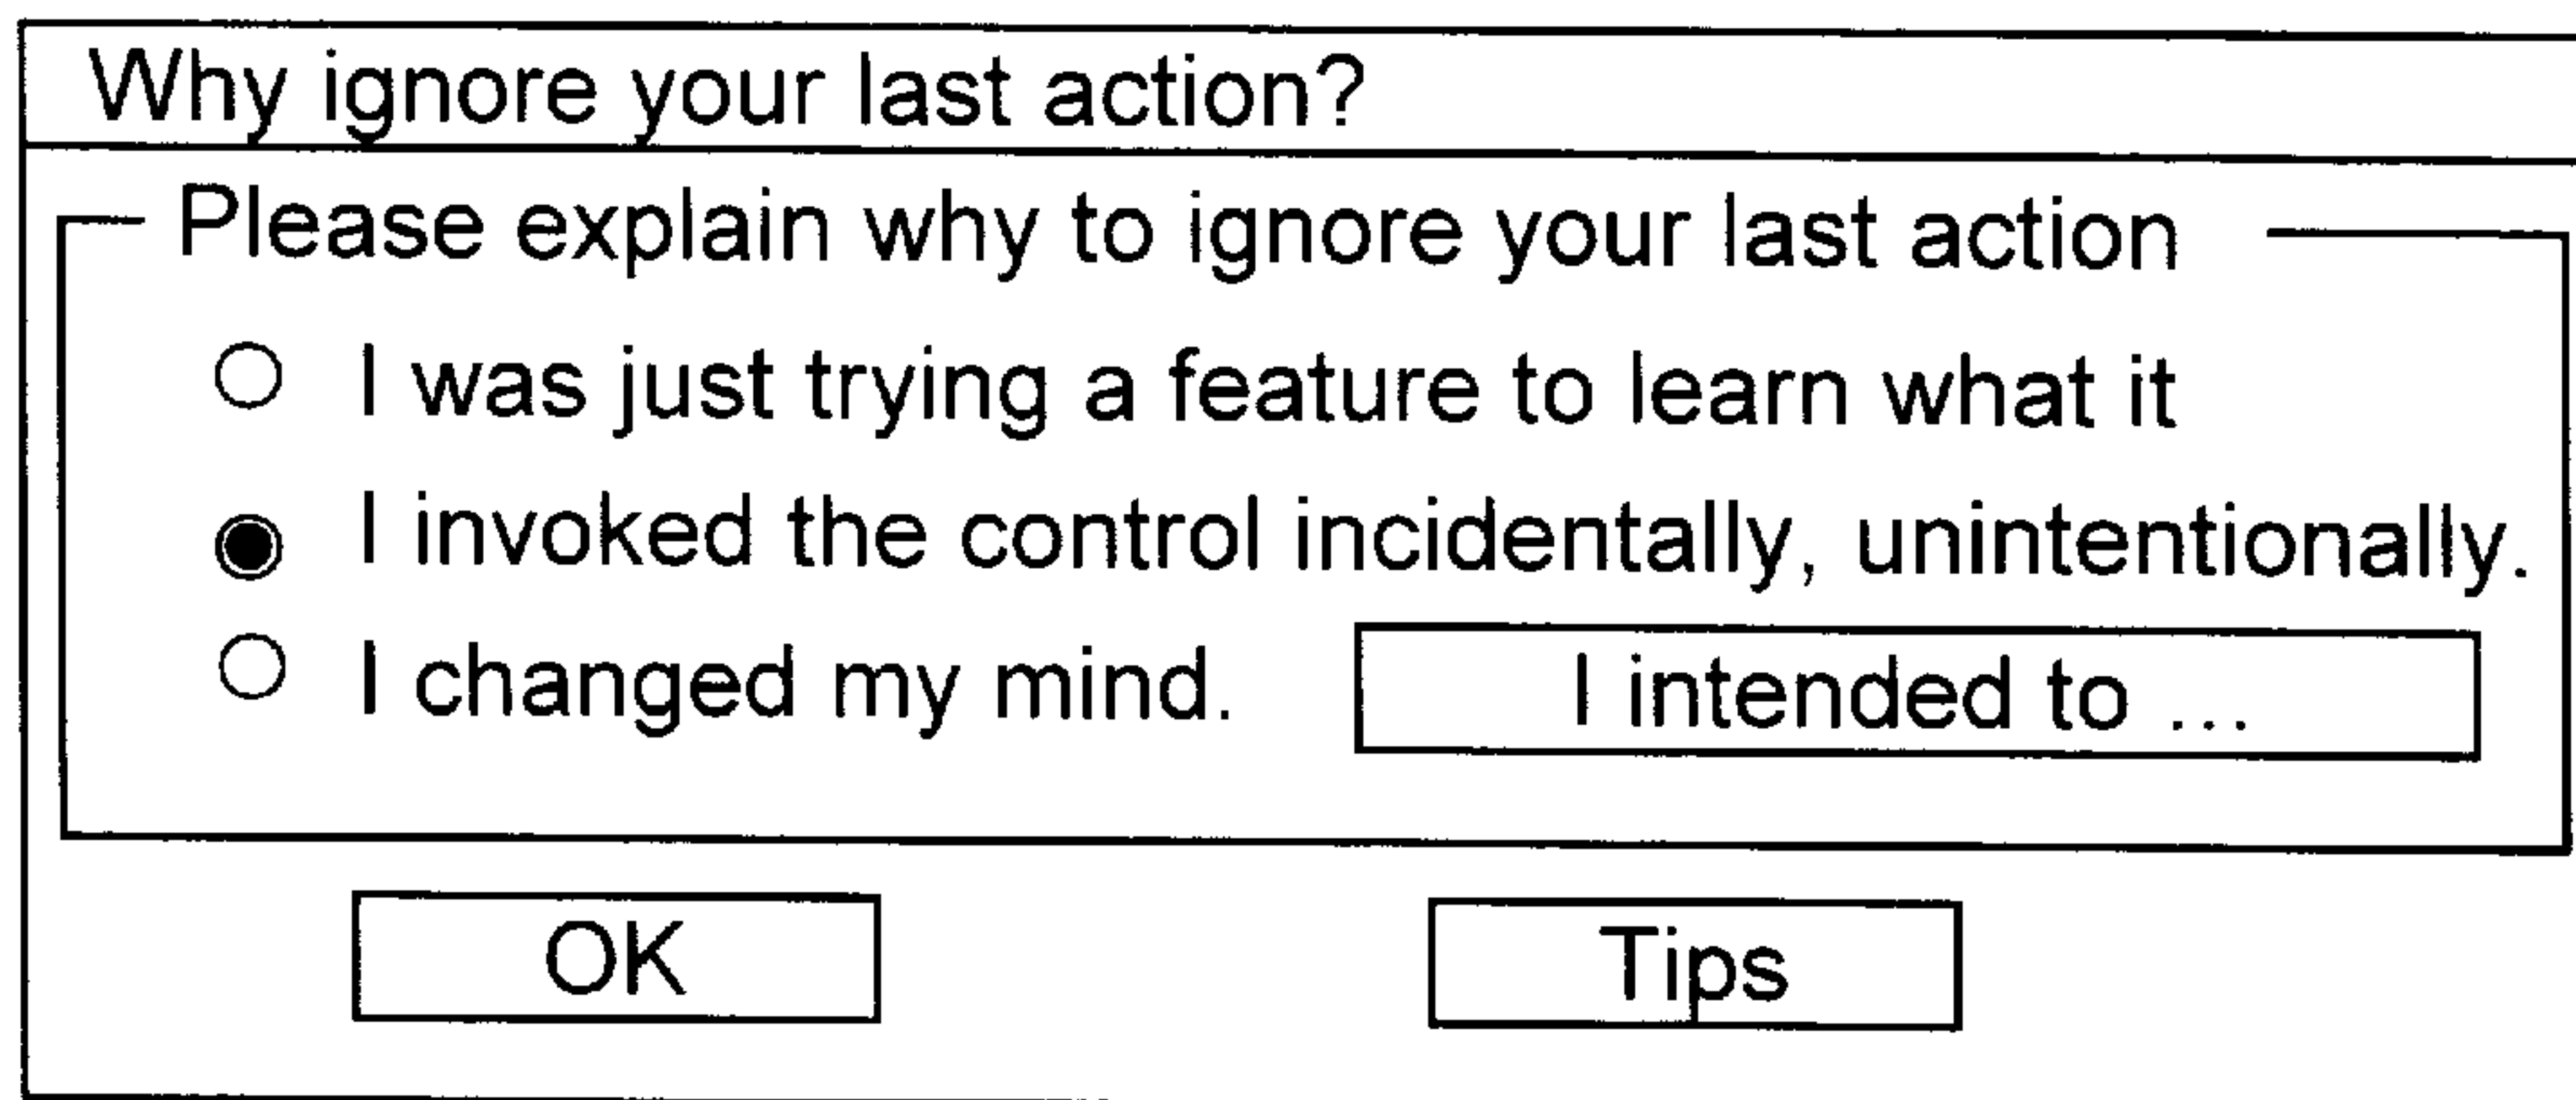 Why ignore your last action?
Please explain why to ignore your last action
I was just trying a feature to learn what it
I invoked the control incidentally, unintentionally.
I changed my mind. I intended to ...
OK Tips